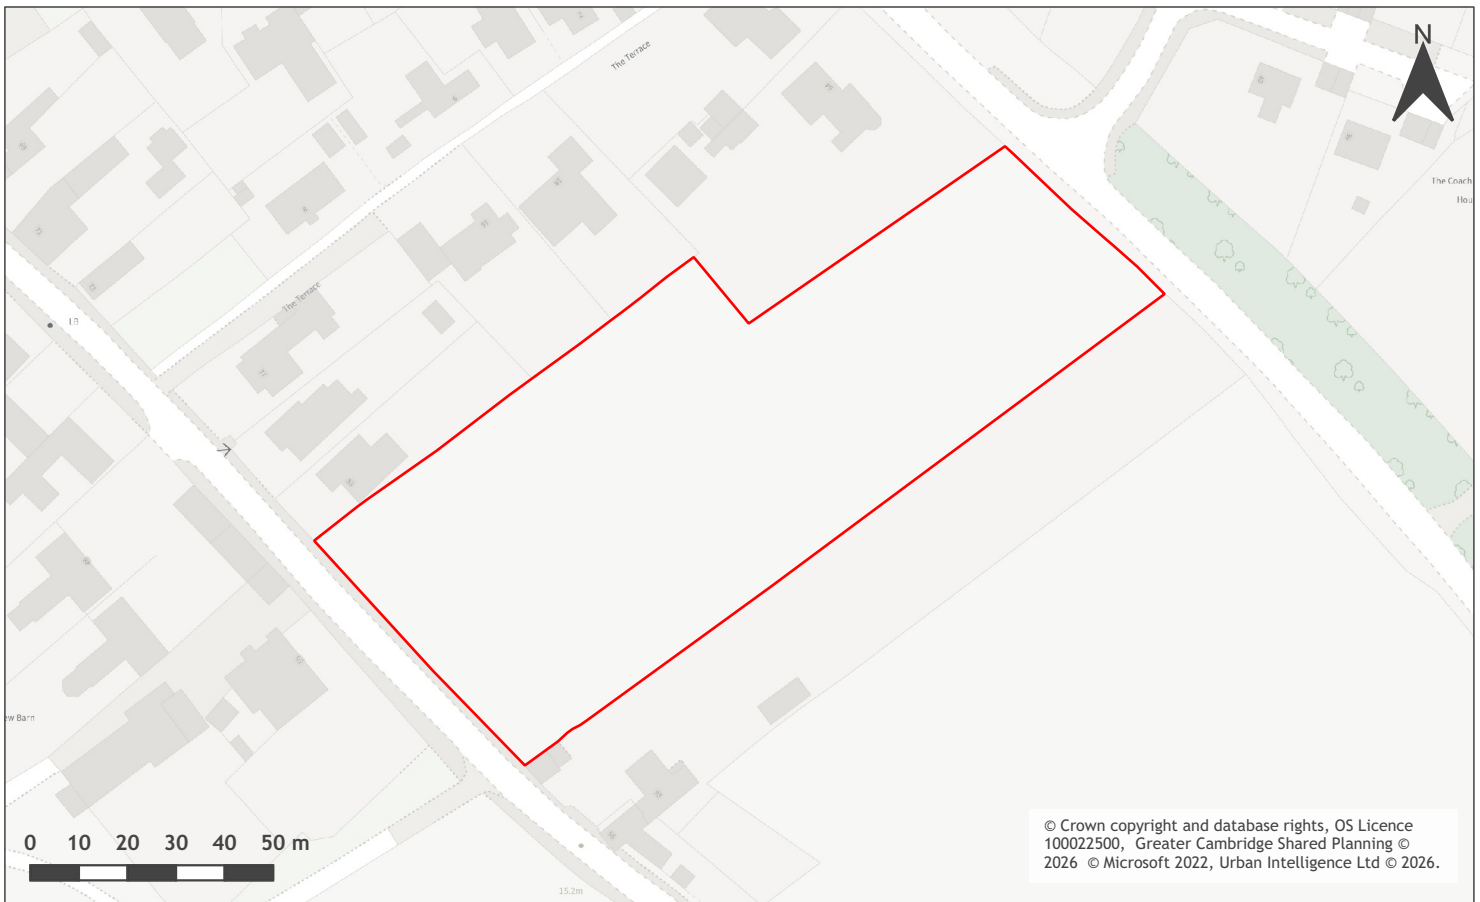 N
The Terrace
The Coach
Hou
The Terrace
LB
ew Barn
0 10 20 30 40 50 m
15.2m
© Crown copyright and database rights, OS Licence
100022500, Greater Cambridge Shared Planning ©
2026 © Microsoft 2022, Urban Intelligence Ltd © 2026.